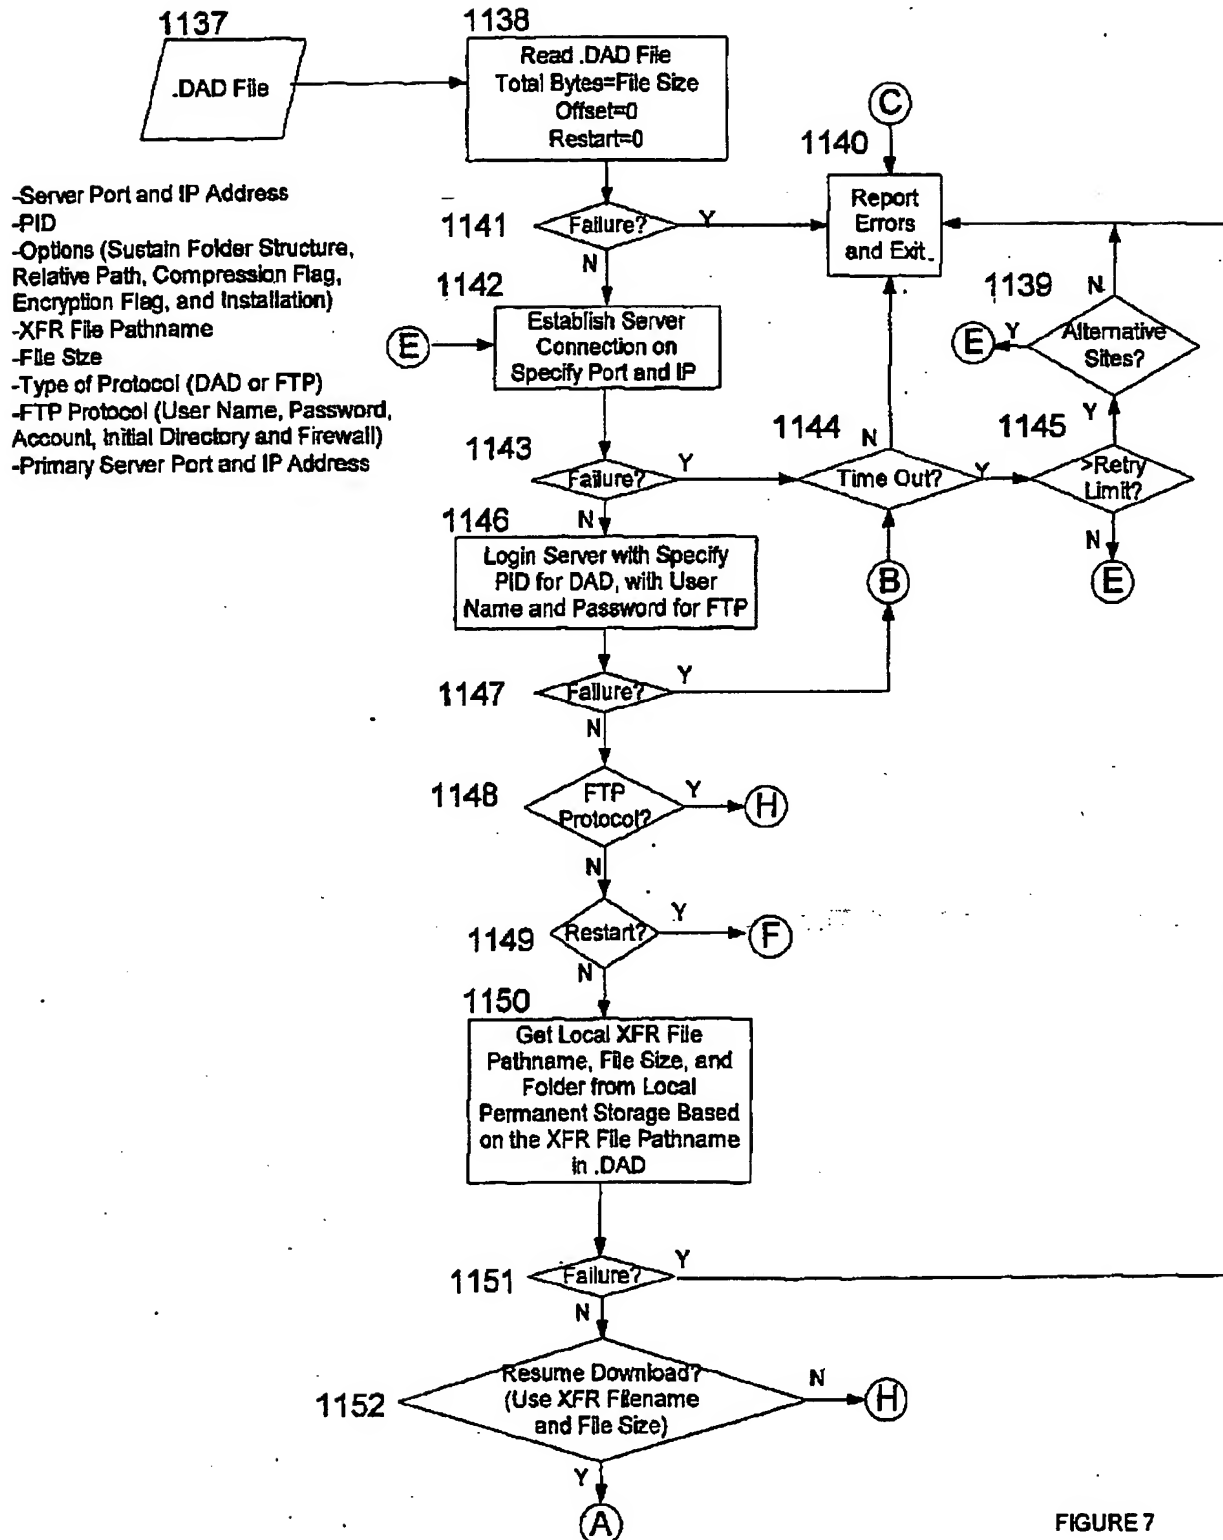 1137
.DAD File
1138
Read .DAD File
Total Bytes=File Size
Offset=0
Restart=0
-Server Port and IP Address
-PID
-Options (Sustain Folder Structure,
Relative Path, Compression Flag,
Encryption Flag, and Installation)
-XFR File Pathname
-File Size
-Type of Protocol (DAD or FTP)
-FTP Protocol (User Name, Password,
Account, Initial Directory and Firewall)
-Primary Server Port and IP Address
C
1140
Report
Errors
and Exit.
1141
Failure?
Y
N
1142
Establish Server
Connection on
Specify Port and IP
E
1139
N
Alternative
Sites?
Y
E
1143
Failure?
Y
N
1144
N
Time Out?
Y
1145
Y
>Retry
Limit?
N
E
1146
Login Server with Specify
PID for DAD, with User
Name and Password for FTP
B
1147
Failure?
Y
N
1148
FTP
Protocol?
Y
H
N
1149
Restart?
Y
F
N
1150
Get Local XFR File
Pathname, File Size, and
Folder from Local
Permanent Storage Based
on the XFR File Pathname
in .DAD
1151
Failure?
Y
N
1152
Resume Download?
(Use XFR Filename
and File Size)
N
H
Y
A
FIGURE 7